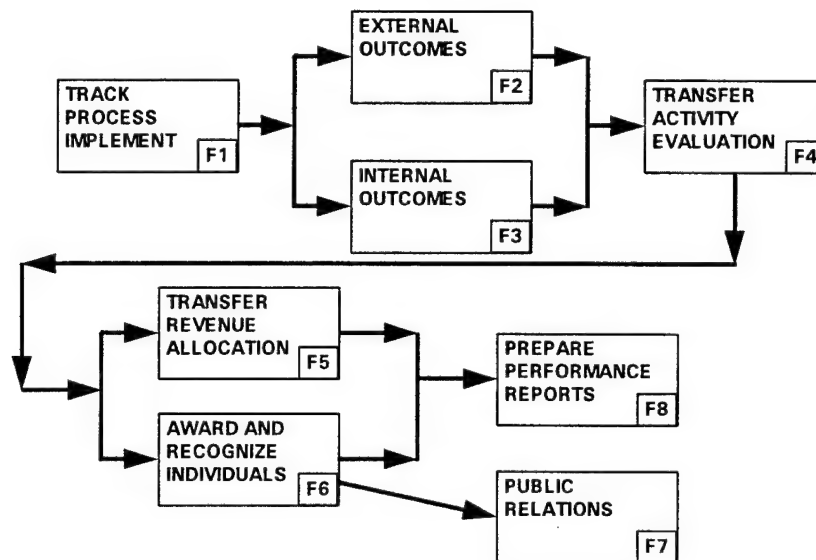 EXTERNAL
OUTCOMES
F2
TRACK
PROCESS
IMPLEMENT
F1
TRANSFER
ACTIVITY
EVALUATION
F4
INTERNAL
OUTCOMES
F3
TRANSFER
REVENUE
ALLOCATION
F5
PREPARE
PERFORMANCE
REPORTS
F8
AWARD AND
RECOGNIZE
INDIVIDUALS
F6
PUBLIC
RELATIONS
F7